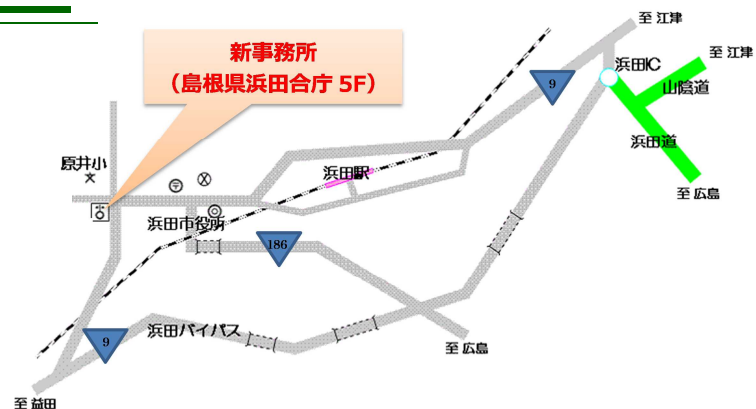 至 江津
新事務所
（島根県浜田合庁 5F）
至 江津
浜田IC
9
山陰道
浜田道
原井小
浜田駅
至 広島
浜田市役所
186
9
浜田バイパス
至 広島
至 益田